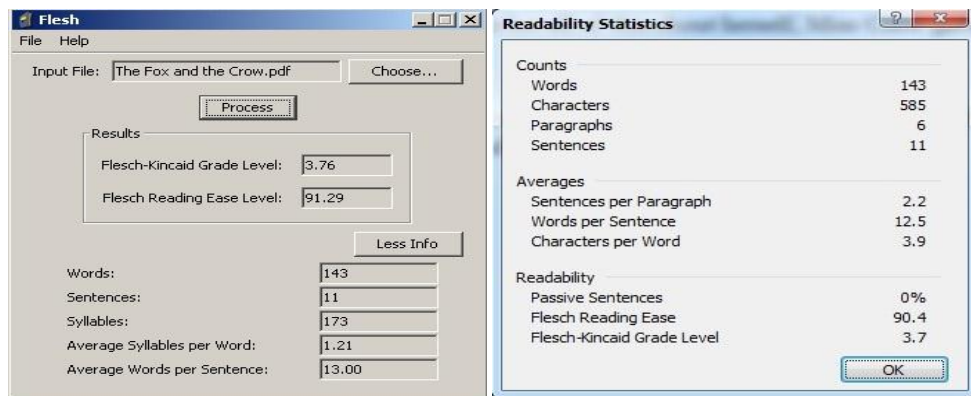 Flesh
File Help
Input File: The Fox and the Crow.pdf Choose...
Process
Results
Flesch-Kincaid Grade Level: 3.76
Flesch Reading Ease Level: 91.29
Less Info
Words: 143
Sentences: 11
Syllables: 173
Average Syllables per Word: 1.21
Average Words per Sentence: 13.00
Readability Statistics
Counts
Words 143
Characters 585
Paragraphs 6
Sentences 11
Averages
Sentences per Paragraph 2.2
Words per Sentence 12.5
Characters per Word 3.9
Readability
Passive Sentences 0%
Flesch Reading Ease 90.4
Flesch-Kincaid Grade Level 3.7
OK